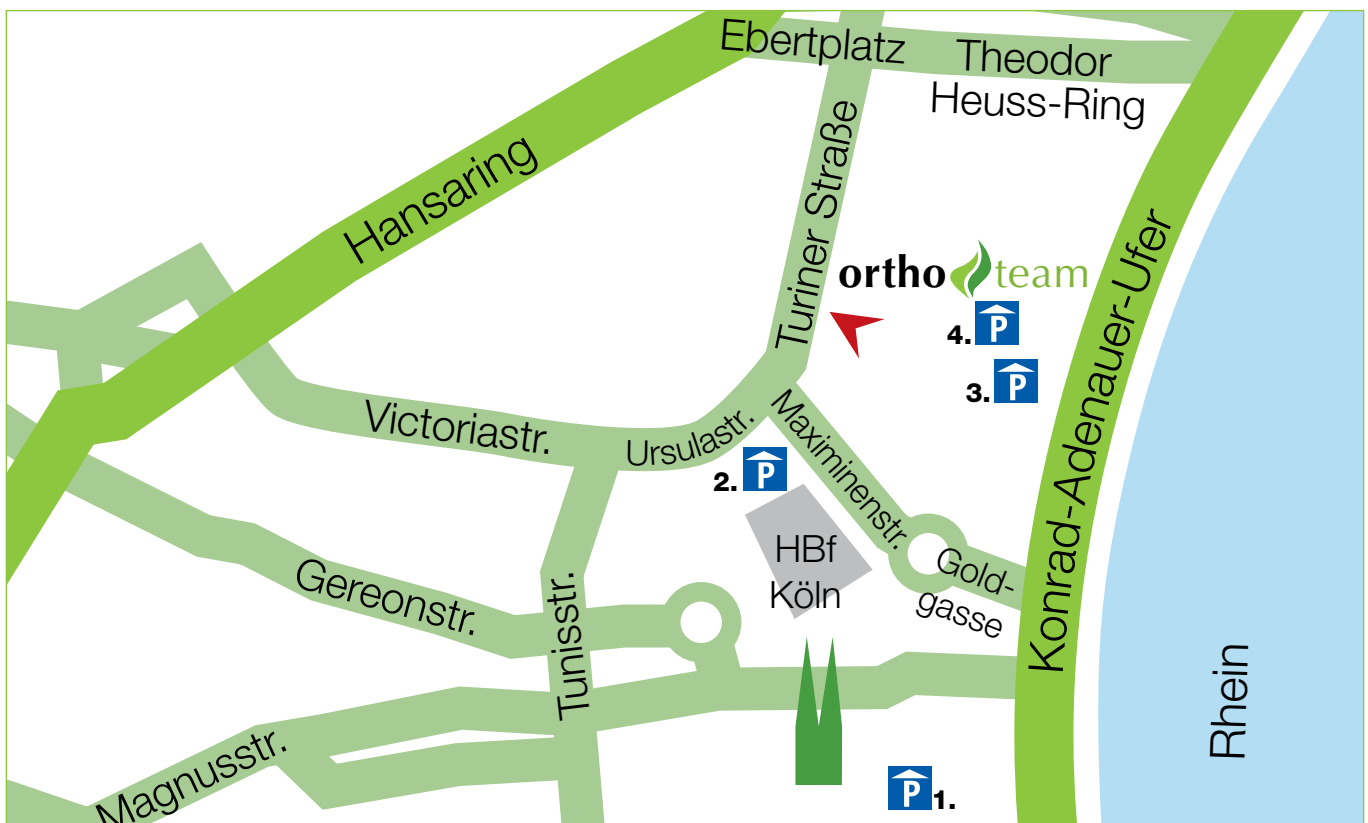 Ebertplatz
Theodor
Heuss-Ring
Hansaring
Turiner Straße
ortho team
4. P
3. P
Konrad-Adenauer-Ufer
Victoriastr.
Ursulastr.
Maximinenstr.
2. P
HBf
Köln
Gold-
gasse
Gereonstr.
Tunisstr.
Rhein
Magnusstr.
P 1.